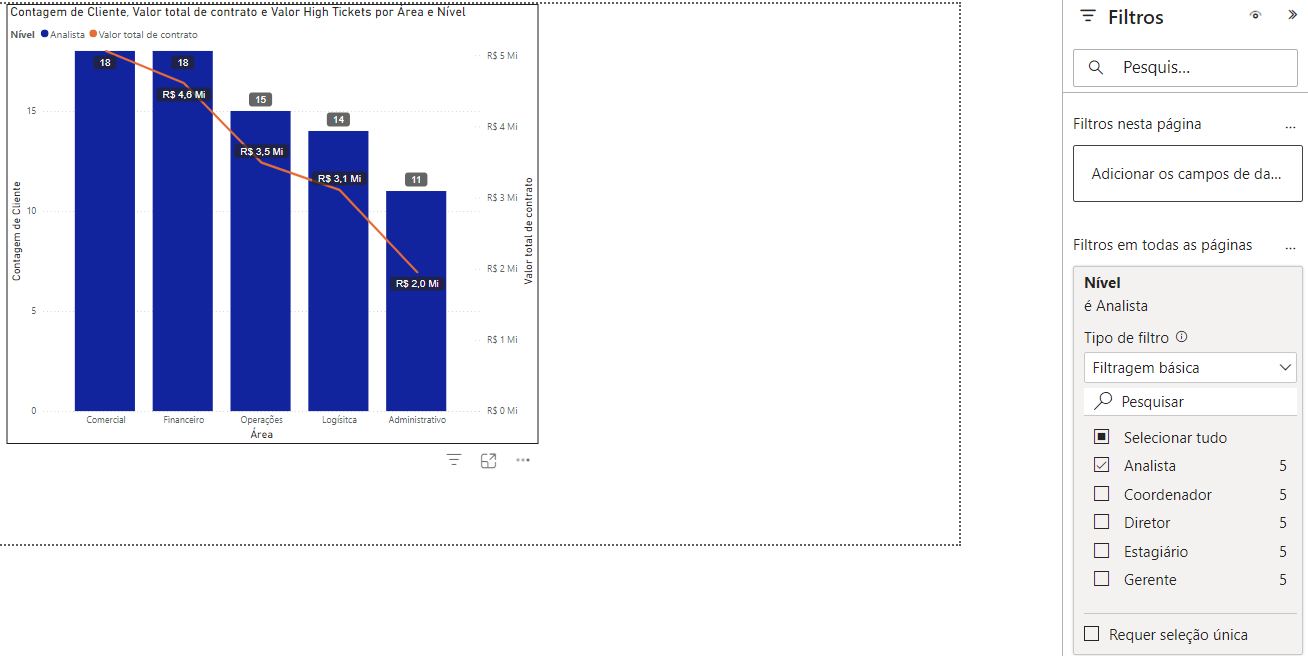 Contagem de Cliente, Valor total de contrato e Valor High Tickets por Área e Nível
Nível Analista Valor total de contrato
18
18
R$ 4,6 Mi
15
R$ 3,5 Mi
14
R$ 3,1 Mi
11
R$ 2,0 Mi
15
10
5
0
Contagem de Cliente
R$ 5 Mi
R$ 4 Mi
R$ 3 Mi
R$ 2 Mi
R$ 1 Mi
R$ 0 Mi
Valor total de contrato
Comercial Financeiro Operações Logísitca Administrativo
Área
Filtros
Pesquis...
Filtros nesta página ...
Adicionar os campos de da...
Filtros em todas as páginas ...
Nível
é Analista
Tipo de filtro
Filtragem básica
Pesquisar
Selecionar tudo
Analista 5
Coordenador 5
Diretor 5
Estagiário 5
Gerente 5
Requer seleção única